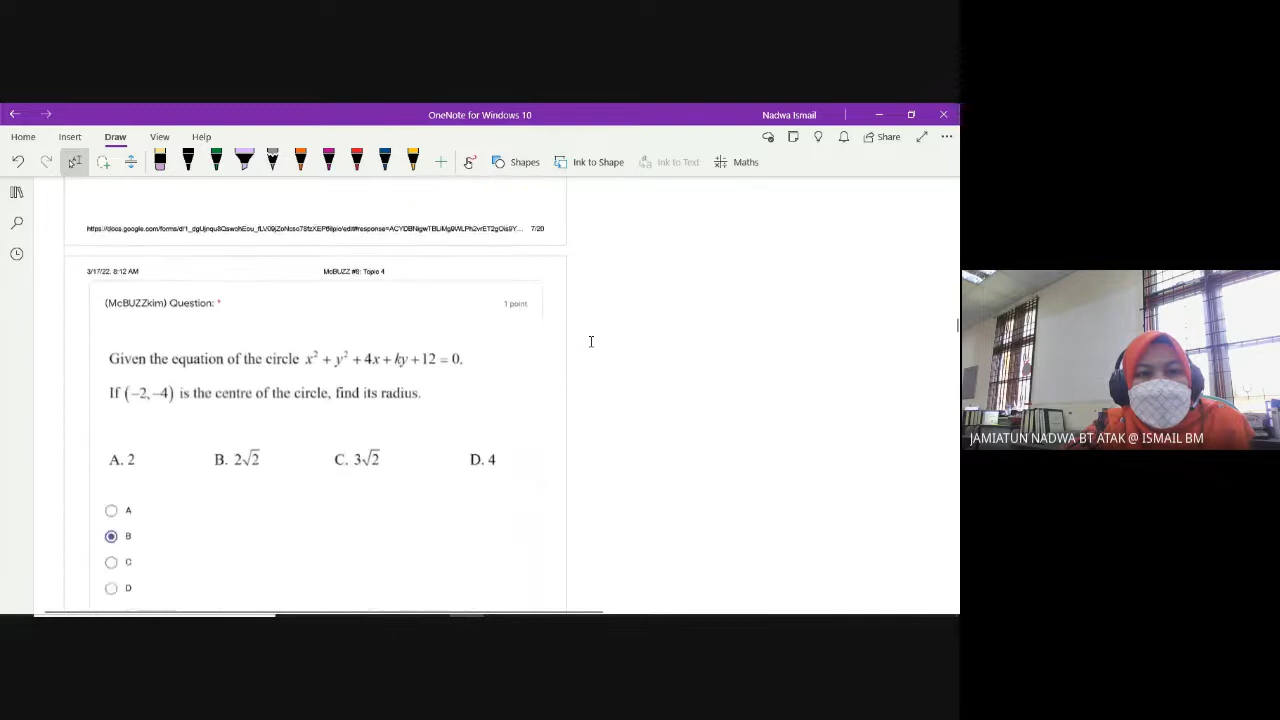 OneNote for Windows 10
Nadwa Ismail
Home Insert Draw View Help
Share
Shapes Ink to Shape Ink to Text Maths
7/20
3/17/22, 8:12 AM McBUZZ #8: Topic 4
(McBUZZkim) Question: * 1 point
Given the equation of the circle x² + y² + 4x + ky + 12 = 0.
If (−2, −4) is the centre of the circle, find its radius.
A. 2 B. 2√2 C. 3√2 D. 4
A
B
C
D
JAMIATUN NADWA BT ATAK @ ISMAIL BM